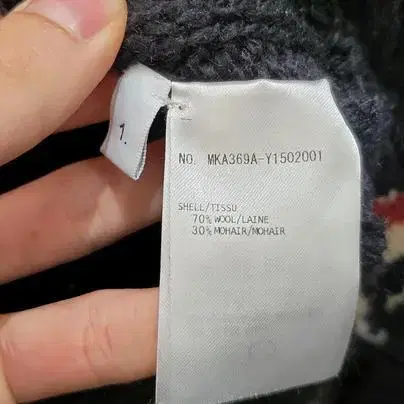 1.
NO. MKA369A-Y1502001
SHELL/TISSU
70% WOOL/LAINE
30% MOHAIR/MOHAIR